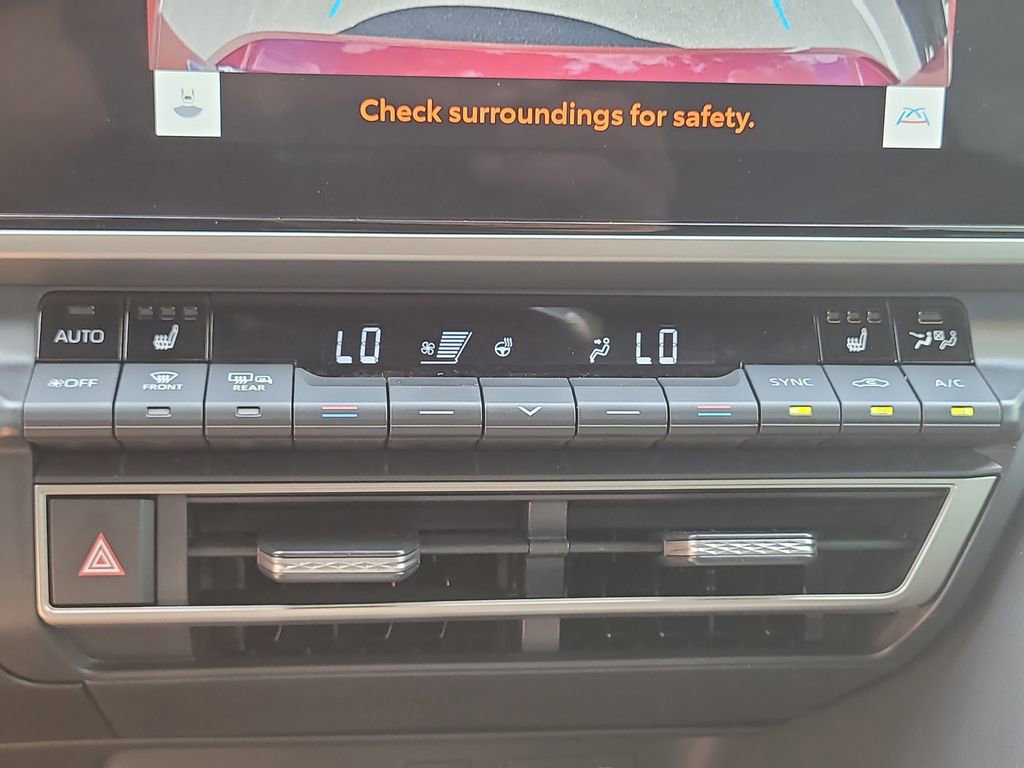 Check surroundings for safety.
AUTO
LO
LO
OFF
FRONT
REAR
SYNC
A/C